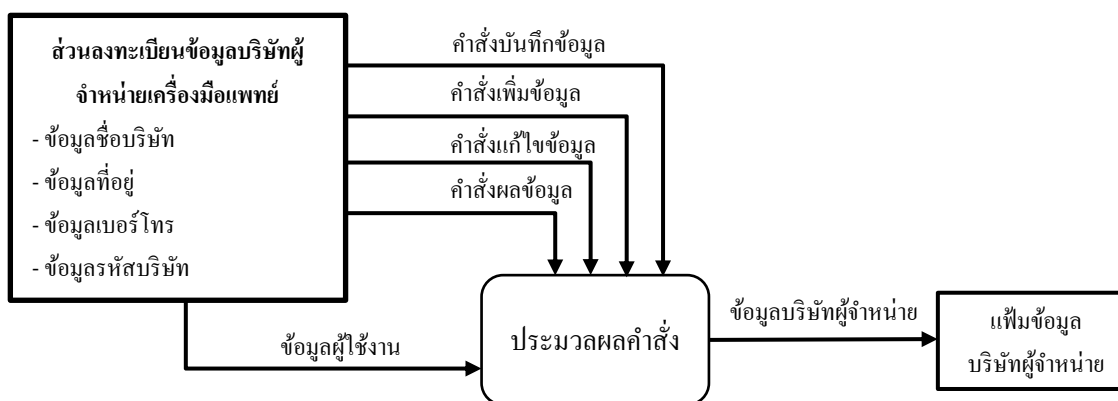 ส่วนลงทะเบียนข้อมูลบริษัทผู้
จำหน่ายเครื่องมือแพทย์
- ข้อมูลชื่อบริษัท
- ข้อมูลที่อยู่
- ข้อมูลเบอร์โทร
- ข้อมูลรหัสบริษัท
คำสั่งบันทึกข้อมูล
คำสั่งเพิ่มข้อมูล
คำสั่งแก้ไขข้อมูล
คำสั่งผลข้อมูล
ข้อมูลผู้ใช้งาน
ประมวลผลคำสั่ง
ข้อมูลบริษัทผู้จำหน่าย
แฟ้มข้อมูล
บริษัทผู้จำหน่าย